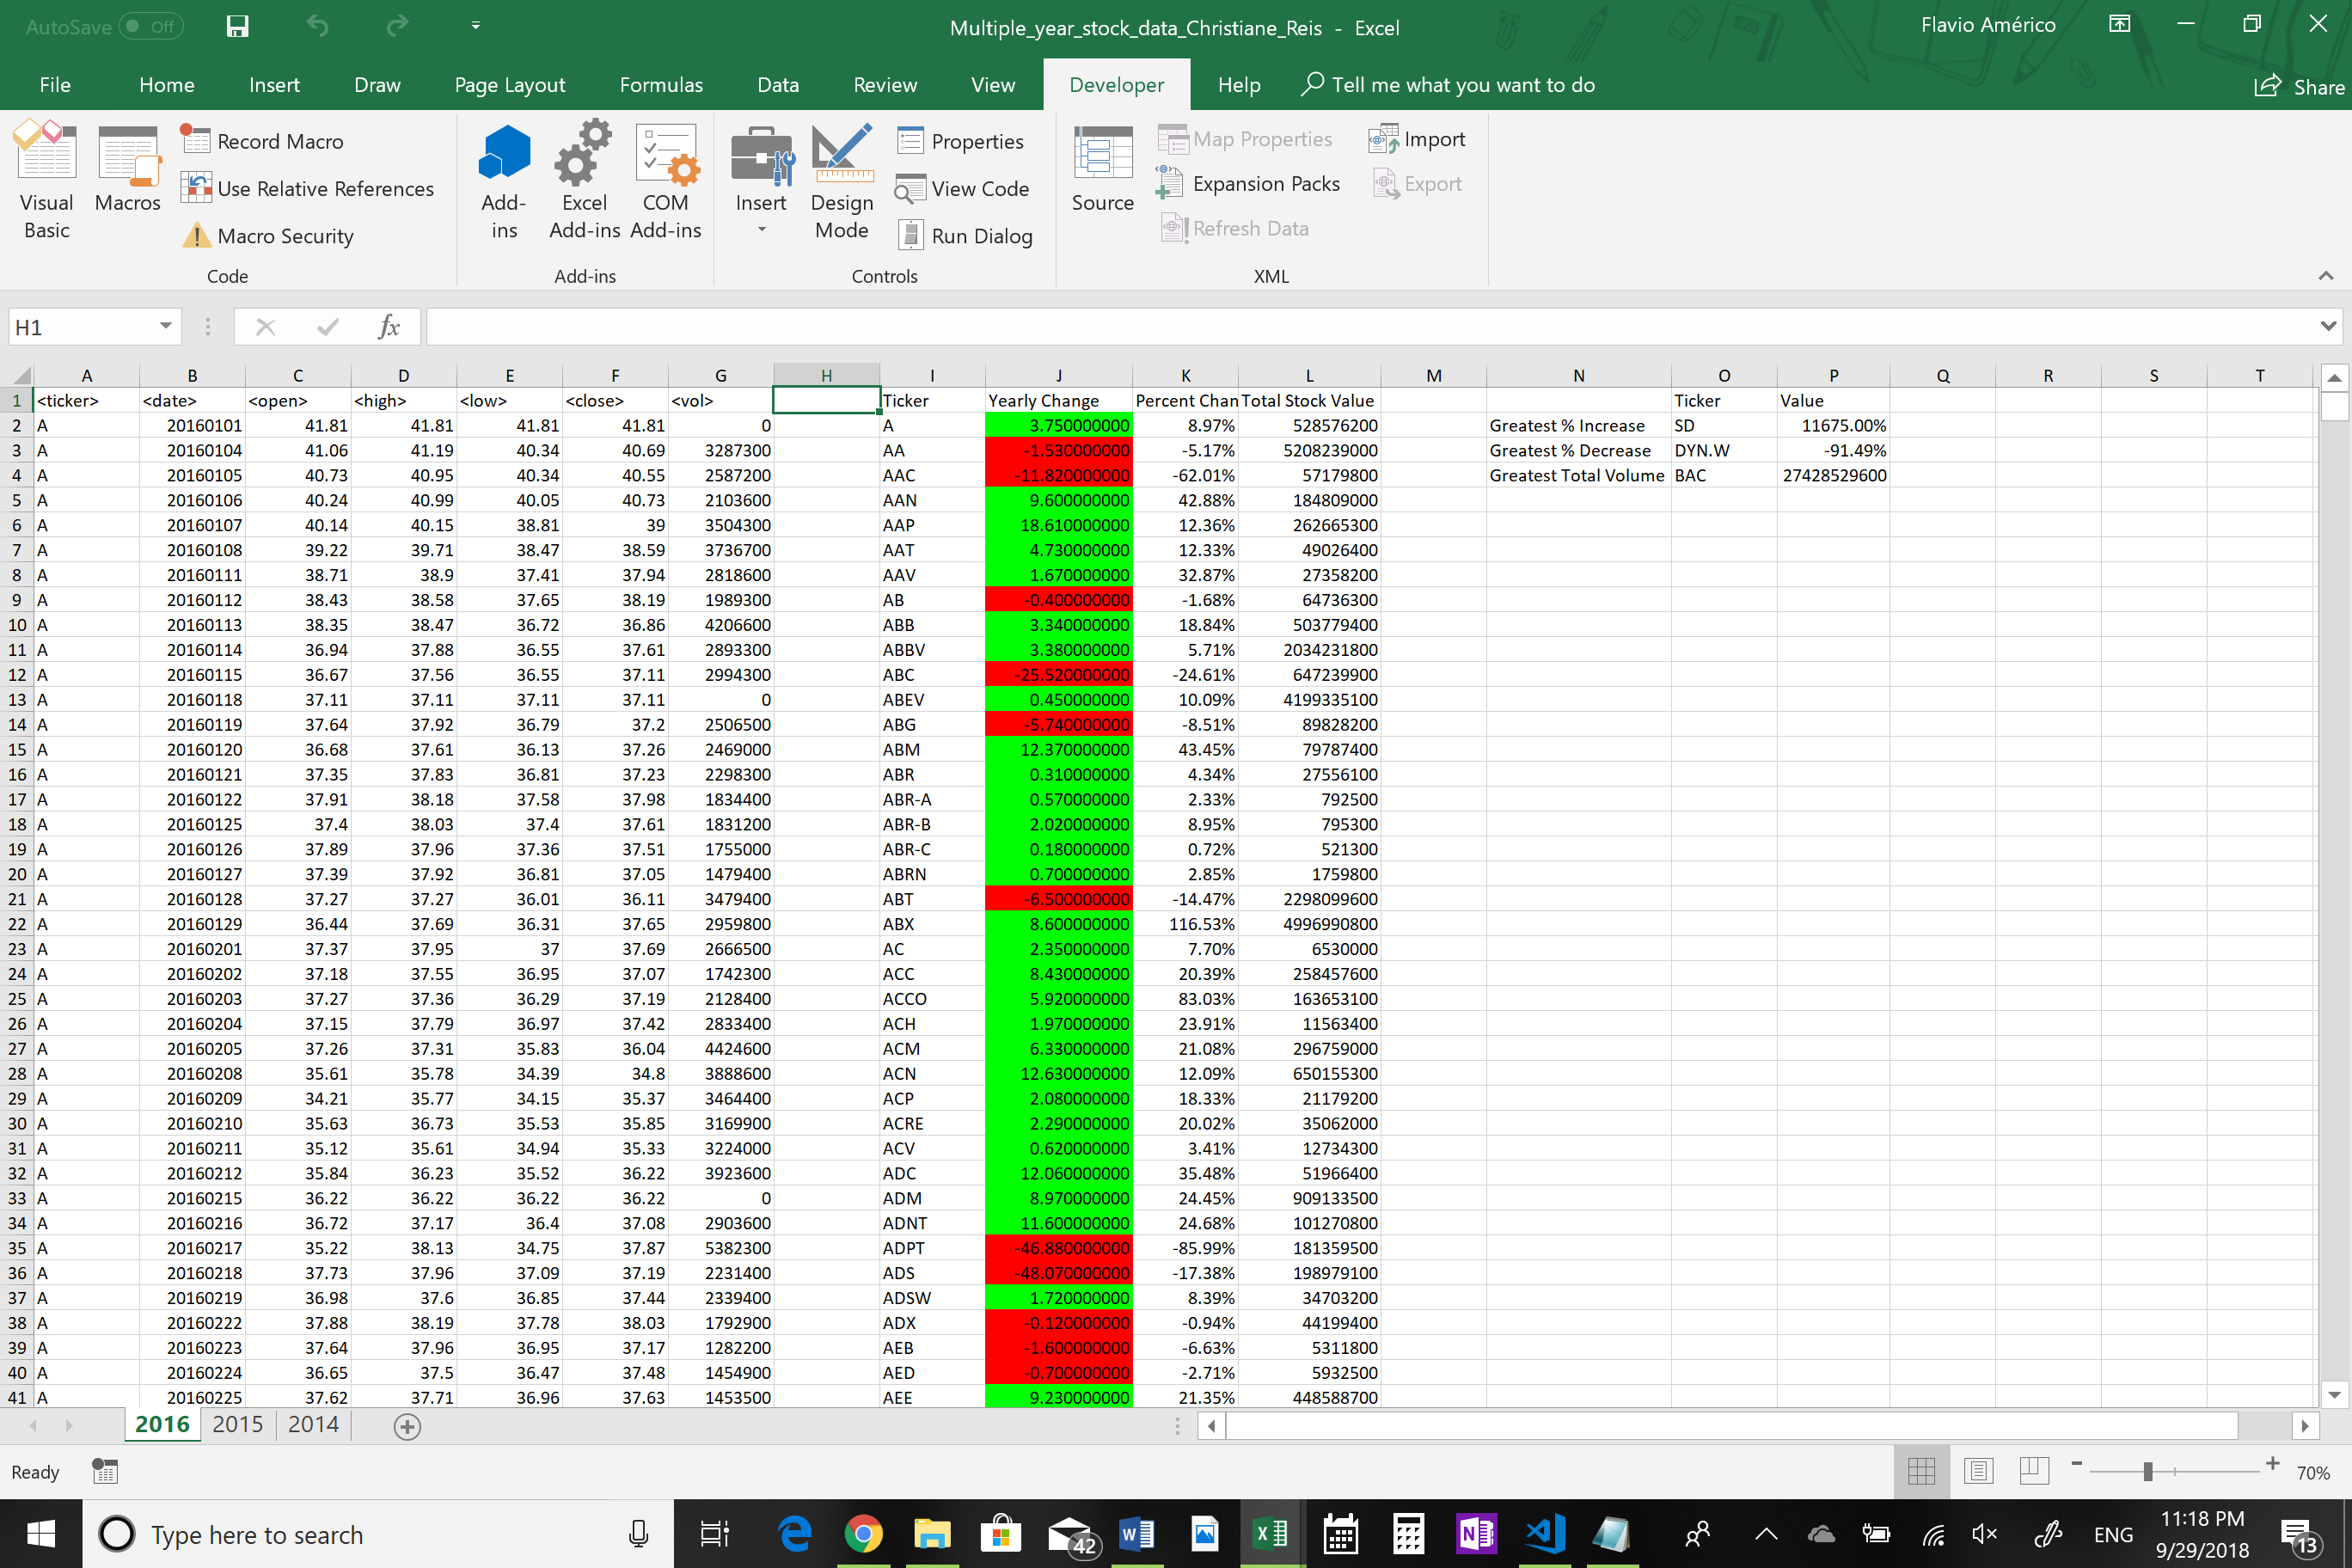 AutoSave Off
Multiple_year_stock_data_Christiane_Reis - Excel
Flavio Américo
File Home Insert Draw Page Layout Formulas Data Review View Developer Help Tell me what you want to do Share
Visual Basic
Macros
Record Macro
Use Relative References
Macro Security
Code
Add-ins
Excel Add-ins
COM Add-ins
Add-ins
Insert
Design Mode
Properties
View Code
Run Dialog
Controls
Source
Map Properties
Expansion Packs
Refresh Data
Import
Export
XML
H1 fx
A B C D E F G H I J K L M N O P Q R S T
1 <ticker> <date> <open> <high> <low> <close> <vol> Ticker Yearly Change Percent Chan Total Stock Value Ticker Value
2 A 20160101 41.81 41.81 41.81 41.81 0 A 3.750000000 8.97% 528576200 Greatest % Increase SD 11675.00%
3 A 20160104 41.06 41.19 40.34 40.69 3287300 AA -1.530000000 -5.17% 5208239000 Greatest % Decrease DYN.W -91.49%
4 A 20160105 40.73 40.95 40.34 40.55 2587200 AAC -11.820000000 -62.01% 57179800 Greatest Total Volume BAC 27428529600
5 A 20160106 40.24 40.99 40.05 40.73 2103600 AAN 9.600000000 42.88% 184809000
6 A 20160107 40.14 40.15 38.81 39 3504300 AAP 18.610000000 12.36% 262665300
7 A 20160108 39.22 39.71 38.47 38.59 3736700 AAT 4.730000000 12.33% 49026400
8 A 20160111 38.71 38.9 37.41 37.94 2818600 AAV 1.670000000 32.87% 27358200
9 A 20160112 38.43 38.58 37.65 38.19 1989300 AB -0.400000000 -1.68% 64736300
10 A 20160113 38.35 38.47 36.72 36.86 4206600 ABB 3.340000000 18.84% 503779400
11 A 20160114 36.94 37.88 36.55 37.61 2893300 ABBV 3.380000000 5.71% 2034231800
12 A 20160115 36.67 37.56 36.55 37.11 2994300 ABC -25.520000000 -24.61% 647239900
13 A 20160118 37.11 37.11 37.11 37.11 0 ABEV 0.450000000 10.09% 4199335100
14 A 20160119 37.64 37.92 36.79 37.2 2506500 ABG -5.740000000 -8.51% 89828200
15 A 20160120 36.68 37.61 36.13 37.26 2469000 ABM 12.370000000 43.45% 79787400
16 A 20160121 37.35 37.83 36.81 37.23 2298300 ABR 0.310000000 4.34% 27556100
17 A 20160122 37.91 38.18 37.58 37.98 1834400 ABR-A 0.570000000 2.33% 792500
18 A 20160125 37.4 38.03 37.4 37.61 1831200 ABR-B 2.020000000 8.95% 795300
19 A 20160126 37.89 37.96 37.36 37.51 1755000 ABR-C 0.180000000 0.72% 521300
20 A 20160127 37.39 37.92 36.81 37.05 1479400 ABRN 0.700000000 2.85% 1759800
21 A 20160128 37.27 37.27 36.01 36.11 3479400 ABT -6.500000000 -14.47% 2298099600
22 A 20160129 36.44 37.69 36.31 37.65 2959800 ABX 8.600000000 116.53% 4996990800
23 A 20160201 37.37 37.95 37 37.69 2666500 AC 2.350000000 7.70% 6530000
24 A 20160202 37.18 37.55 36.95 37.07 1742300 ACC 8.430000000 20.39% 258457600
25 A 20160203 37.27 37.36 36.29 37.19 2128400 ACCO 5.920000000 83.03% 163653100
26 A 20160204 37.15 37.79 36.97 37.42 2833400 ACH 1.970000000 23.91% 11563400
27 A 20160205 37.26 37.31 35.83 36.04 4424600 ACM 6.330000000 21.08% 296759000
28 A 20160208 35.61 35.78 34.39 34.8 3888600 ACN 12.630000000 12.09% 650155300
29 A 20160209 34.21 35.77 34.15 35.37 3464400 ACP 2.080000000 18.33% 21179200
30 A 20160210 35.63 36.73 35.53 35.85 3169900 ACRE 2.290000000 20.02% 35062000
31 A 20160211 35.12 35.61 34.94 35.33 3224000 ACV 0.620000000 3.41% 12734300
32 A 20160212 35.84 36.23 35.52 36.22 3923600 ADC 12.060000000 35.48% 51966400
33 A 20160215 36.22 36.22 36.22 36.22 0 ADM 8.970000000 24.45% 909133500
34 A 20160216 36.72 37.17 36.4 37.08 2903600 ADNT 11.600000000 24.68% 101270800
35 A 20160217 35.22 38.13 34.75 37.87 5382300 ADPT -46.880000000 -85.99% 181359500
36 A 20160218 37.73 37.96 37.09 37.19 2231400 ADS -48.070000000 -17.38% 198979100
37 A 20160219 36.98 37.6 36.85 37.44 2339400 ADSW 1.720000000 8.39% 34703200
38 A 20160222 37.88 38.19 37.78 38.03 1792900 ADX -0.120000000 -0.94% 44199400
39 A 20160223 37.64 37.96 36.95 37.17 1282200 AEB -1.600000000 -6.63% 5311800
40 A 20160224 36.65 37.5 36.47 37.48 1454900 AED -0.700000000 -2.71% 5932500
41 A 20160225 37.62 37.71 36.96 37.63 1453500 AEE 9.230000000 21.35% 448588700
2016 2015 2014
Ready 70%
Type here to search 42 ENG 11:18 PM 13
9/29/2018